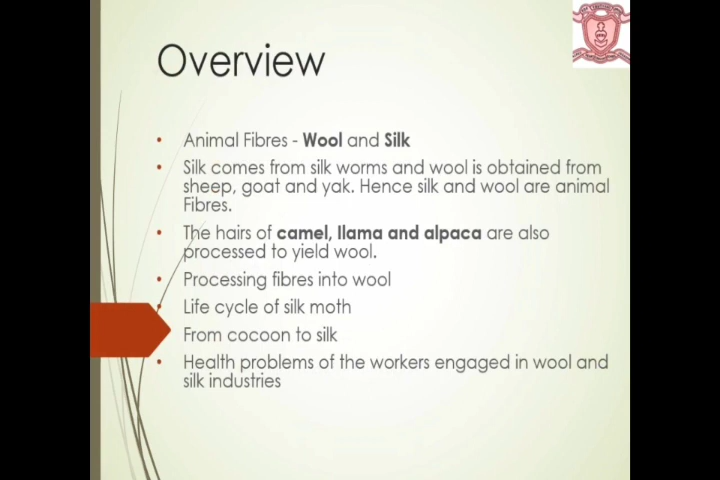 Overview
• Animal Fibres - Wool and Silk
• Silk comes from silk worms and wool is obtained from
sheep, goat and yak. Hence silk and wool are animal
Fibres.
• The hairs of camel, llama and alpaca are also
processed to yield wool.
• Processing fibres into wool
• Life cycle of silk moth
From cocoon to silk
• Health problems of the workers engaged in wool and
silk industries